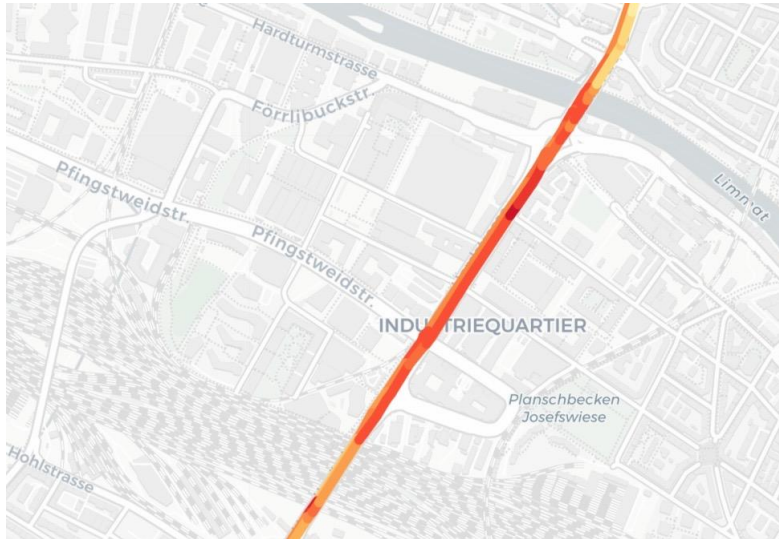 Hardturmstrasse
Förrlibuckstr.
Pfingstweidstr.
Limmat
Pfingstweidstr.
INDUSTRIEQUARTIER
Planschbecken
Josefswiese
Hohlstrasse